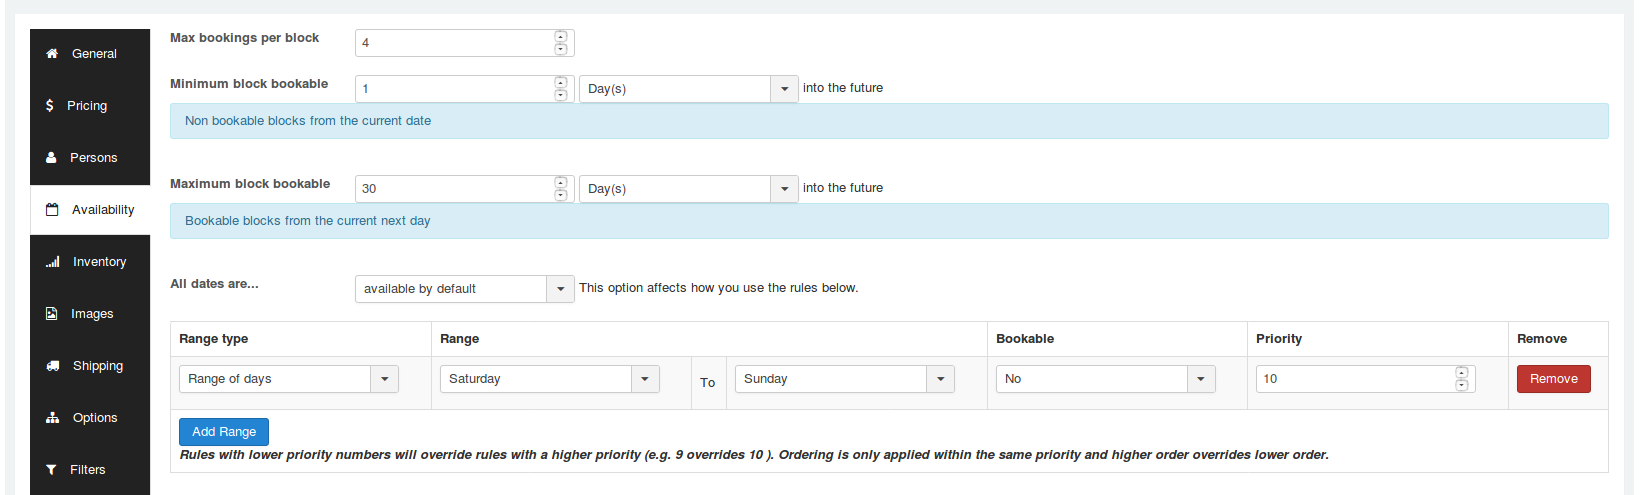 General
Pricing
Persons
Availability
Inventory
Images
Shipping
Options
Filters
Max bookings per block 4
Minimum block bookable 1 Day(s) into the future
Non bookable blocks from the current date
Maximum block bookable 30 Day(s) into the future
Bookable blocks from the current next day
All dates are... available by default This option affects how you use the rules below.
Range type Range Bookable Priority Remove
Range of days Saturday To Sunday No 10 Remove
Add Range
Rules with lower priority numbers will override rules with a higher priority (e.g. 9 overrides 10 ). Ordering is only applied within the same priority and higher order overrides lower order.